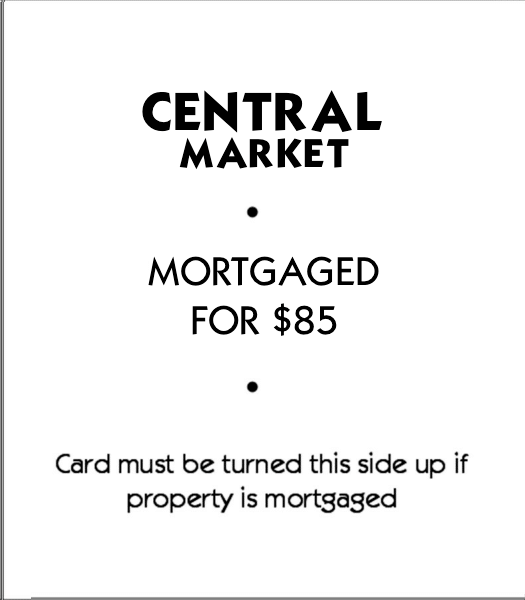 CENTRAL
MARKET
•
MORTGAGED
FOR $85
•
Card must be turned this side up if
property is mortgaged